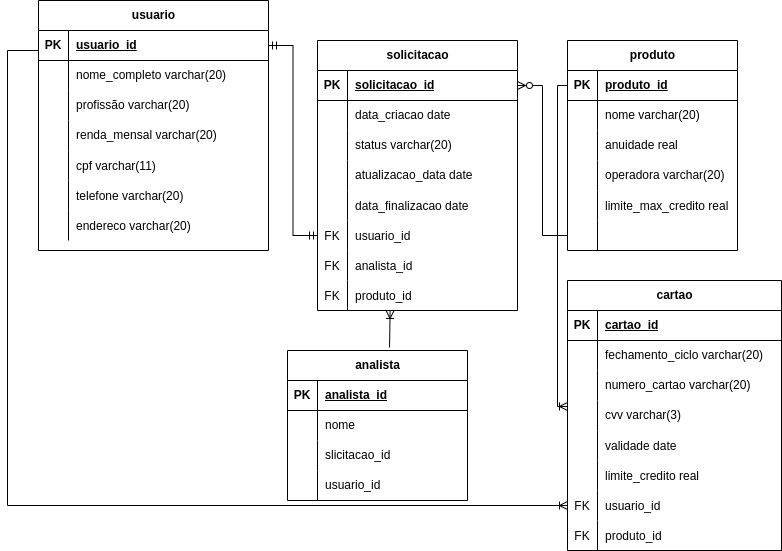 usuario
PK usuario_id
nome_completo varchar(20)
profissão varchar(20)
renda_mensal varchar(20)
cpf varchar(11)
telefone varchar(20)
endereco varchar(20)
solicitacao
PK solicitacao_id
data_criacao date
status varchar(20)
atualizacao_data date
data_finalizacao date
FK usuario_id
FK analista_id
FK produto_id
produto
PK produto_id
nome varchar(20)
anuidade real
operadora varchar(20)
limite_max_credito real
analista
PK analista_id
nome
slicitacao_id
usuario_id
cartao
PK cartao_id
fechamento_ciclo varchar(20)
numero_cartao varchar(20)
cvv varchar(3)
validade date
limite_credito real
FK usuario_id
FK produto_id